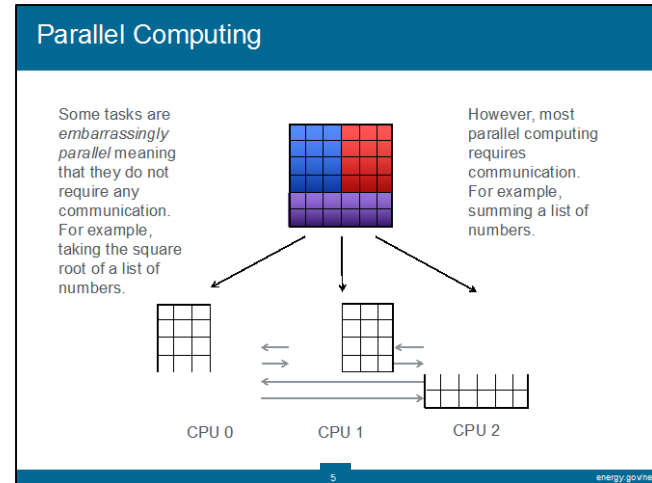 Parallel Computing
Some tasks are
embarrassingly
parallel meaning
that they do not
require any
communication.
For example,
taking the square
root of a list of
numbers.
However, most
parallel computing
requires
communication.
For example,
summing a list of
numbers.
CPU 0
CPU 1
CPU 2
5
energy.gov/ne